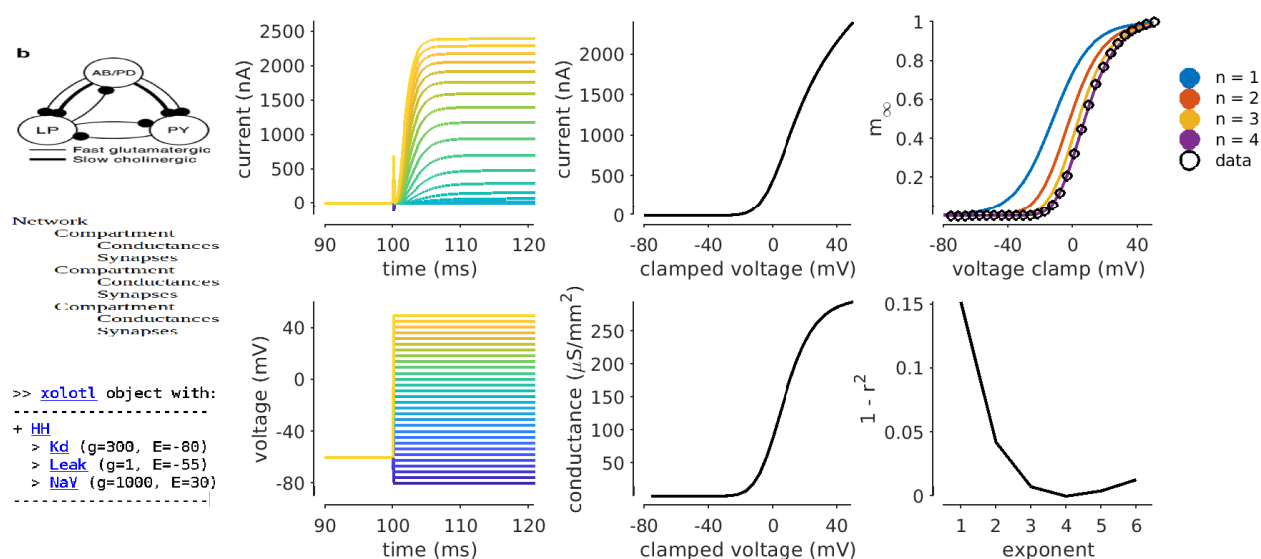 b
AB/PD
LP
PY
Fast glutamatergic
Slow cholinergic
Network
Compartment
Conductances
Synapses
Compartment
Conductances
Synapses
Compartment
Conductances
Synapses
>> xolotl object with:
---------------------
+ HH
> Kd (g=300, E=-80)
> Leak (g=1, E=-55)
> NaV (g=1000, E=30)
---------------------
current (nA)
2500
2000
1500
1000
500
0
90 100 110 120
time (ms)
current (nA)
2000
1500
1000
500
0
-80 -40 0 40
clamped voltage (mV)
m∞
1
0.8
0.6
0.4
0.2
-80 -40 0 40
voltage clamp (mV)
n = 1
n = 2
n = 3
n = 4
data
voltage (mV)
40
0
-40
-80
90 100 110 120
time (ms)
conductance (μS/mm²)
250
200
150
100
50
-80 -40 0 40
clamped voltage (mV)
1 - r²
0.15
0.1
0.05
0
1 2 3 4 5 6
exponent